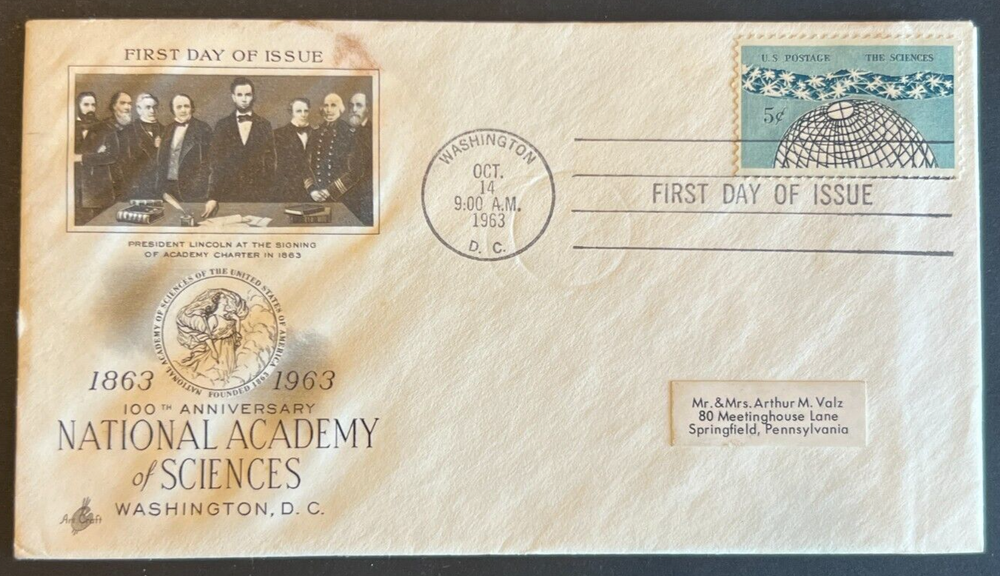 FIRST DAY OF ISSUE
PRESIDENT LINCOLN AT THE SIGNING
OF ACADEMY CHARTER IN 1863
NATIONAL ACADEMY OF SCIENCES OF THE UNITED STATES OF AMERICA
FOUNDED 1863
1863 1963
100TH ANNIVERSARY
NATIONAL ACADEMY
of SCIENCES
WASHINGTON, D. C.
Art Craft
WASHINGTON
OCT.
14
9:00 A.M.
1963
D. C.
U.S POSTAGE THE SCIENCES
5¢
FIRST DAY OF ISSUE
Mr. & Mrs. Arthur M. Valz
80 Meetinghouse Lane
Springfield, Pennsylvania